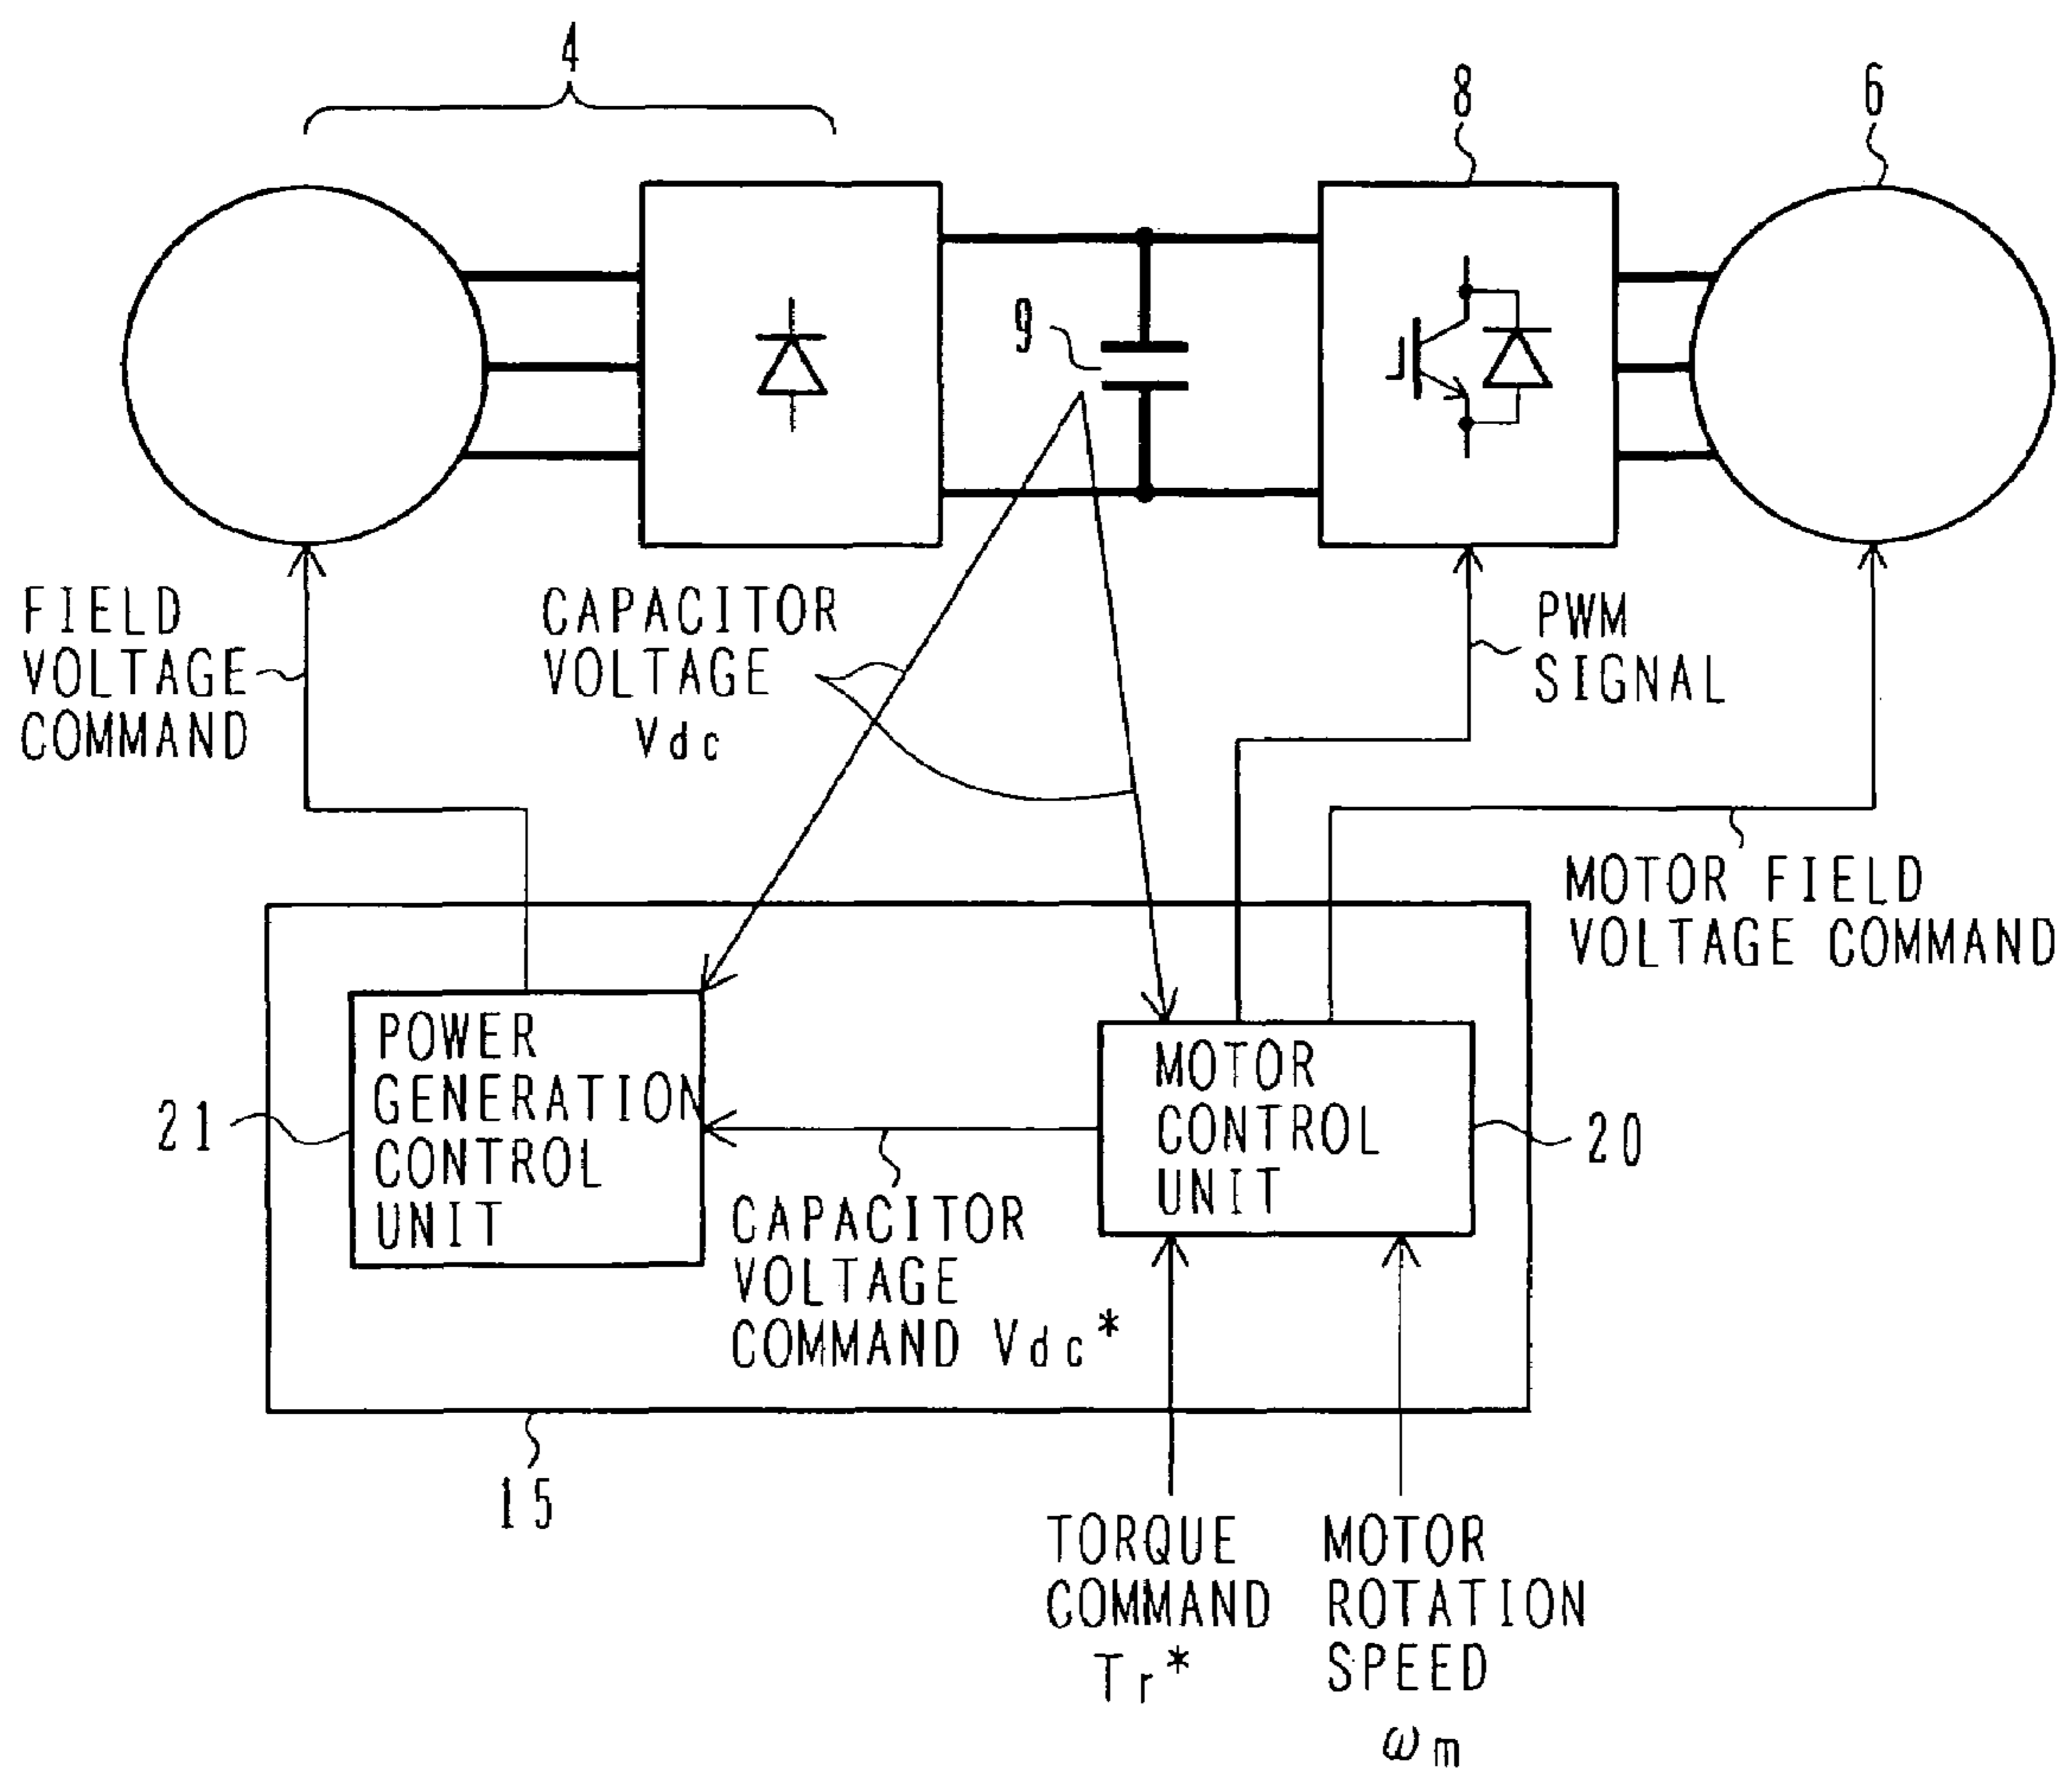 4
8
6
9
FIELD
VOLTAGE
COMMAND
CAPACITOR
VOLTAGE
Vdc
PWM
SIGNAL
MOTOR FIELD
VOLTAGE COMMAND
POWER
GENERATION
CONTROL
UNIT
21
MOTOR
CONTROL
UNIT
20
CAPACITOR
VOLTAGE
COMMAND Vdc*
15
TORQUE
COMMAND
Tr*
MOTOR
ROTATION
SPEED
ωm